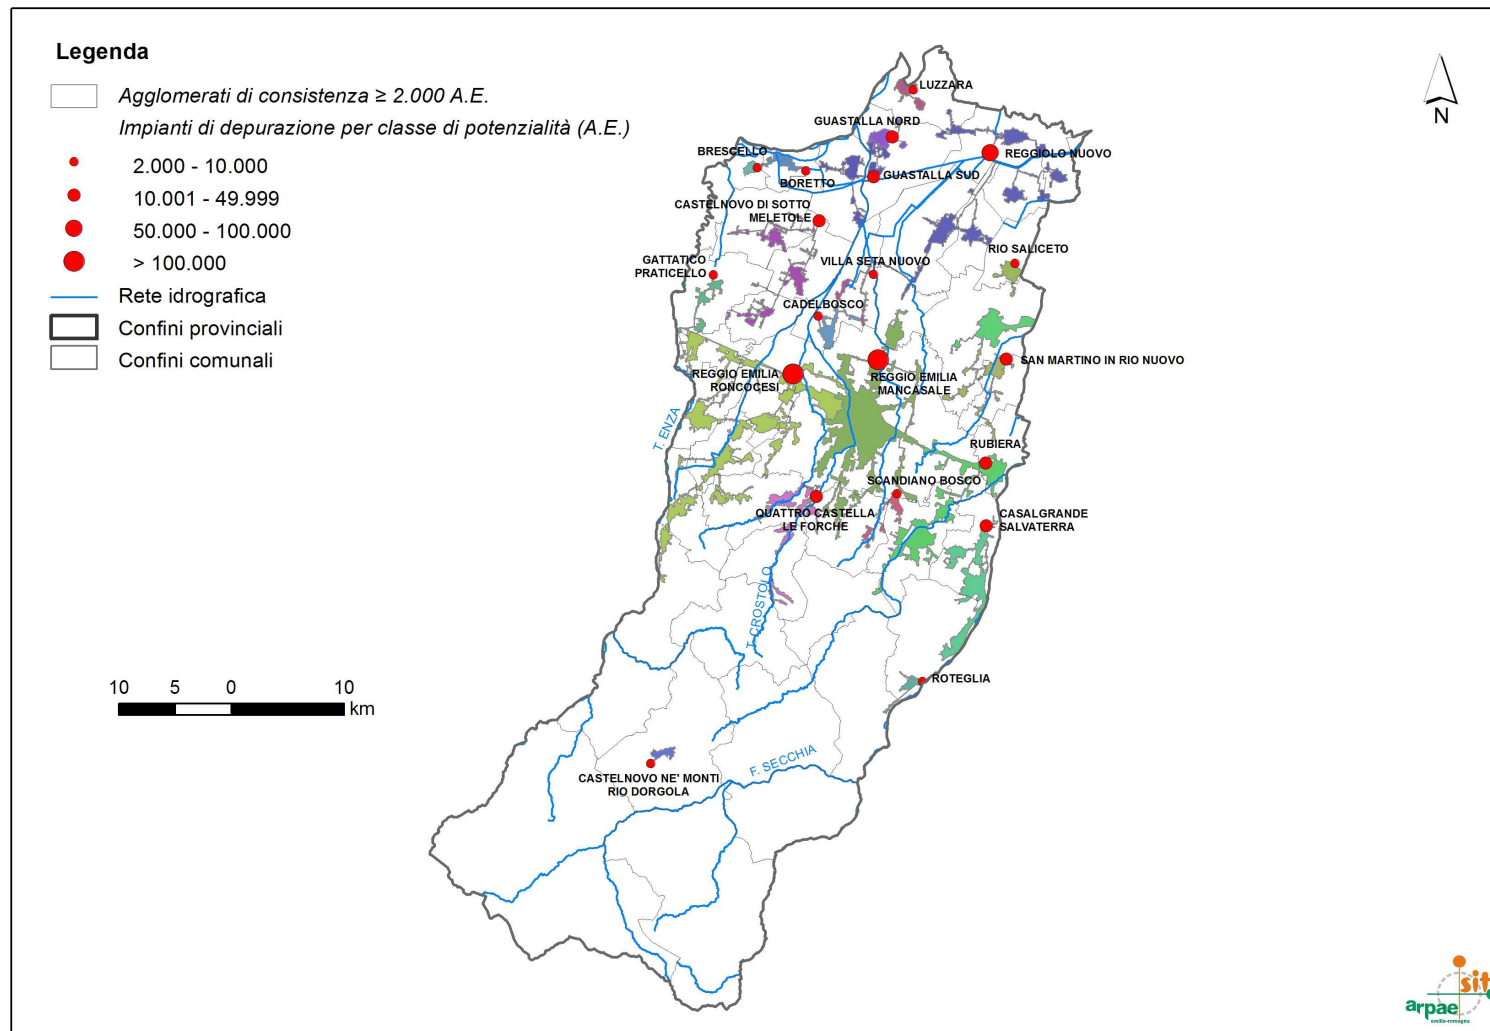 Legenda
Agglomerati di consistenza ≥ 2.000 A.E.
Impianti di depurazione per classe di potenzialità (A.E.)
2.000 - 10.000
10.001 - 49.999
50.000 - 100.000
> 100.000
Rete idrografica
Confini provinciali
Confini comunali
N
LUZZARA
GUASTALLA NORD
BRESCELLO
REGGIOLO NUOVO
BORETTO
GUASTALLA SUD
CASTELNOVO DI SOTTO
MELETOLE
RIO SALICETO
GATTATICO
PRATICELLO
VILLA SETA NUOVO
CADELBOSCO
SAN MARTINO IN RIO NUOVO
REGGIO EMILIA
RONCOCESI
REGGIO EMILIA
MANCASALE
T. ENZA
RUBIERA
SCANDIANO BOSCO
QUATTRO CASTELLA
LE FORCHE
CASALGRANDE
SALVATERRA
T. CROSTOLO
ROTEGLIA
10 5 0 10
km
F. SECCHIA
CASTELNOVO NE' MONTI
RIO DORGOLA
sit
arpae
emilia-romagna